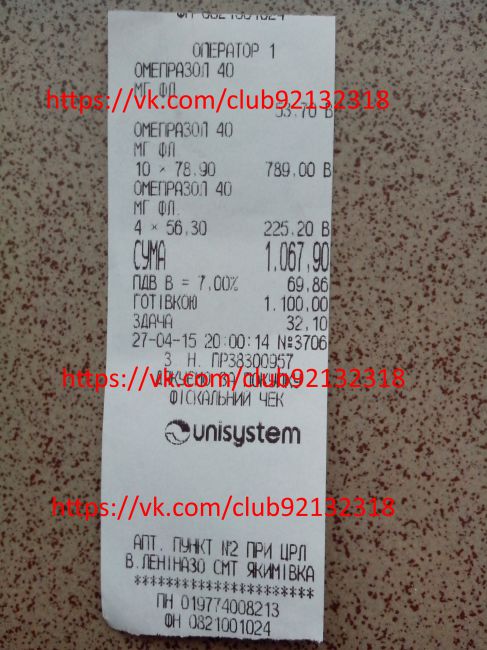 ФН 0821001024
ОПЕРАТОР 1
ОМЕПРАЗОЛ 40
МГ ФЛ
https://vk.com/club92132318
53.70 В
ОМЕПРАЗОЛ 40
МГ ФЛ
10 × 78.90 789.00 В
ОМЕПРАЗОЛ 40
МГ ФЛ.
4 × 56.30 225.20 В
СУМА 1.067,90
ПДВ В = 7.00% 69,86
ГОТІВКОЮ 1.100,00
ЗДАЧА 32,10
27-04-15 20:00:14 №3706
З. Н. ПР38300957
https://vk.com/club92132318
ДЯКУЄМО ЗА ПОКУПКУ
ФІСКАЛЬНИЙ ЧЕК
unisystem
https://vk.com/club92132318
АПТ. ПУНКТ №2 ПРИ ЦРЛ
В.ЛЕНІНА30 СМТ ЯКИМІВКА
**********************
ПН 019774008213
ФН 0821001024